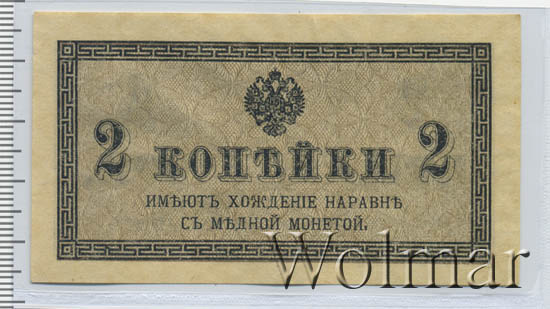 2 КОПѢЙКИ 2
ИМѢЮТЪ ХОЖДЕНІЕ НАРАВНѢ
СЪ МѢДНОЙ МОНЕТОЙ.
Wolmar